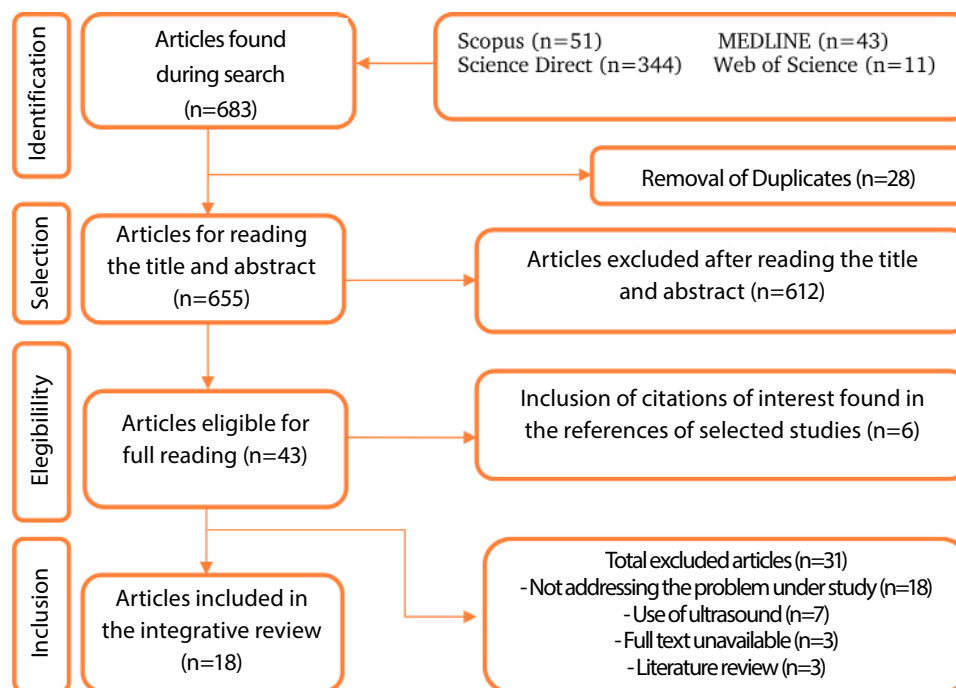 Identification
Articles found
during search
(n=683)
Scopus (n=51) MEDLINE (n=43)
Science Direct (n=344) Web of Science (n=11)
Removal of Duplicates (n=28)
Selection
Articles for reading
the title and abstract
(n=655)
Articles excluded after reading the title
and abstract (n=612)
Elegibility
Articles eligible for
full reading (n=43)
Inclusion of citations of interest found in
the references of selected studies (n=6)
Inclusion
Articles included in
the integrative review
(n=18)
Total excluded articles (n=31)
- Not addressing the problem under study (n=18)
- Use of ultrasound (n=7)
- Full text unavailable (n=3)
- Literature review (n=3)